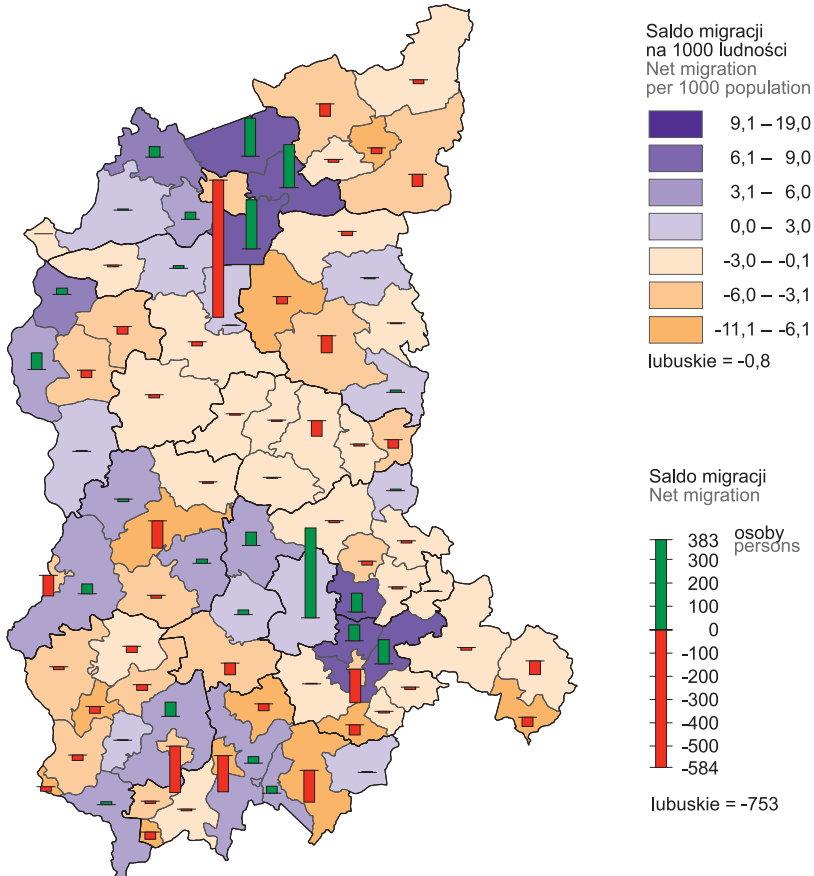 Saldo migracji
na 1000 ludności
Net migration
per 1000 population
9,1 – 19,0
6,1 – 9,0
3,1 – 6,0
0,0 – 3,0
-3,0 – -0,1
-6,0 – -3,1
-11,1 – -6,1
lubuskie = -0,8
Saldo migracji
Net migration
osoby
persons
383
300
200
100
0
-100
-200
-300
-400
-500
-584
lubuskie = -753